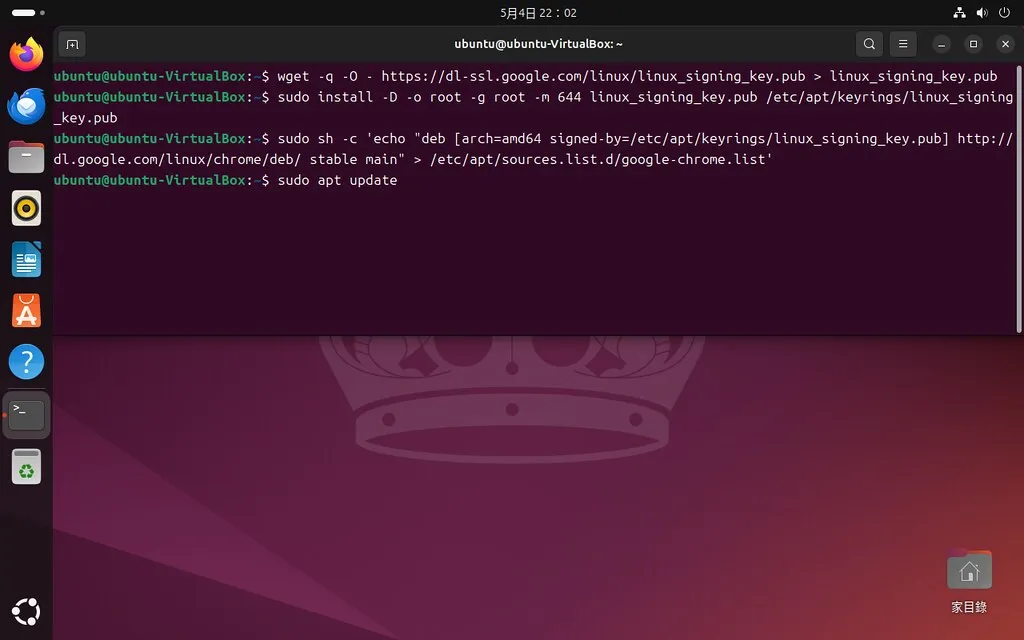 5月4日 22：02
ubuntu@ubuntu-VirtualBox: ~
ubuntu@ubuntu-VirtualBox:~$ wget -q -O - https://dl-ssl.google.com/linux/linux_signing_key.pub > linux_signing_key.pub
ubuntu@ubuntu-VirtualBox:~$ sudo install -D -o root -g root -m 644 linux_signing_key.pub /etc/apt/keyrings/linux_signing
_key.pub
ubuntu@ubuntu-VirtualBox:~$ sudo sh -c 'echo "deb [arch=amd64 signed-by=/etc/apt/keyrings/linux_signing_key.pub] http://
dl.google.com/linux/chrome/deb/ stable main" > /etc/apt/sources.list.d/google-chrome.list'
ubuntu@ubuntu-VirtualBox:~$ sudo apt update
家目錄